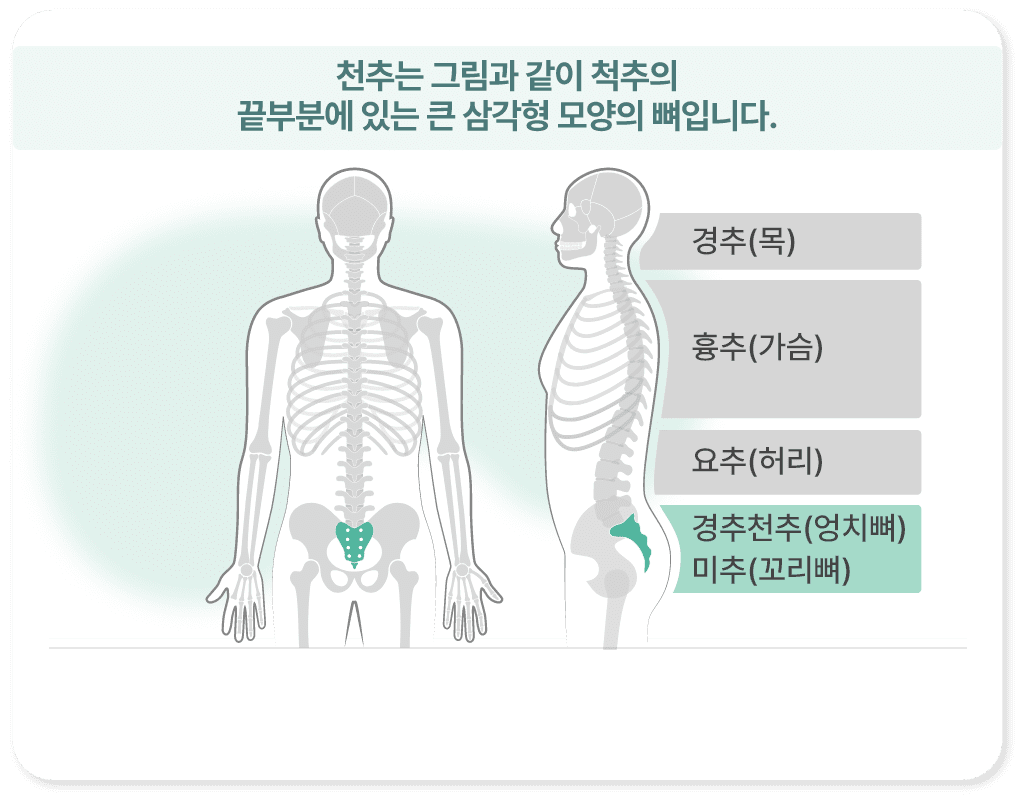 천추는 그림과 같이 척추의
끝부분에 있는 큰 삼각형 모양의 뼈입니다.
경추(목)
흉추(가슴)
요추(허리)
경추천추(엉치뼈)
미추(꼬리뼈)